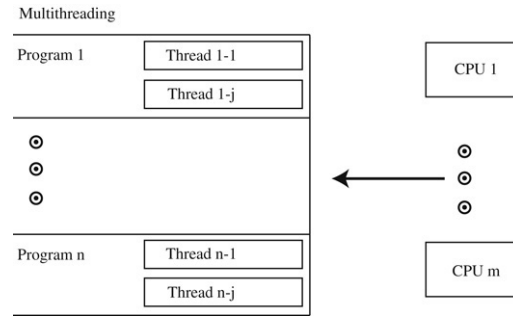 Multithreading
Program 1
Thread 1-1
Thread 1-j
CPU 1
Program n
Thread n-1
Thread n-j
CPU m